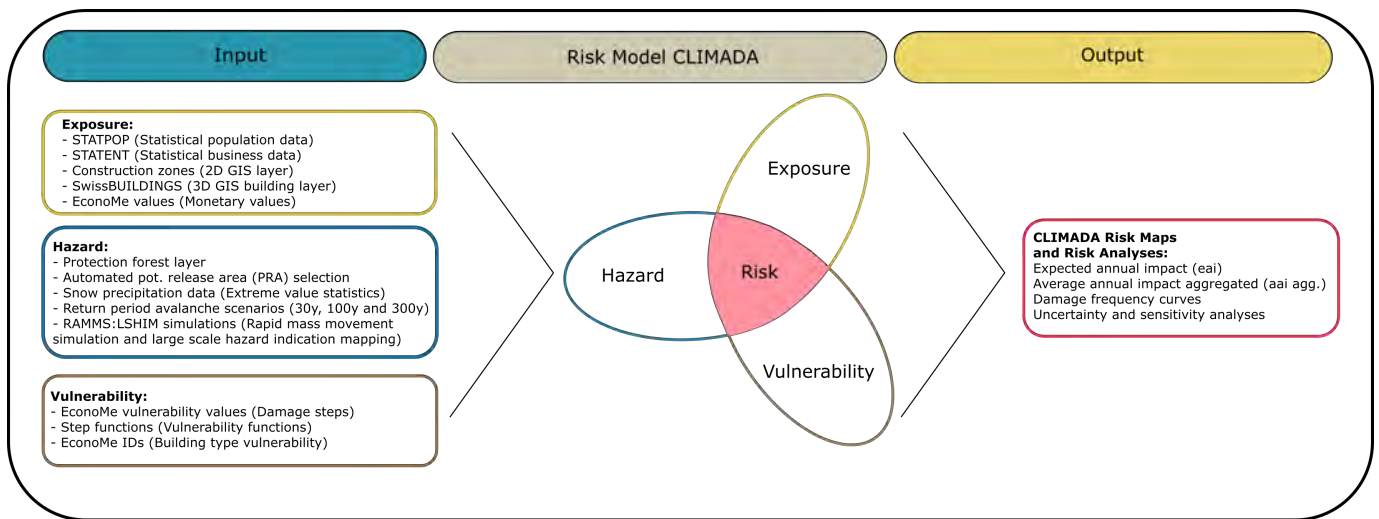 Input
Risk Model CLIMADA
Output
Exposure:
- STATPOP (Statistical population data)
- STATENT (Statistical business data)
- Construction zones (2D GIS layer)
- SwissBUILDINGS (3D GIS building layer)
- EconoMe values (Monetary values)
Hazard:
- Protection forest layer
- Automated pot. release area (PRA) selection
- Snow precipitation data (Extreme value statistics)
- Return period avalanche scenarios (30y, 100y and 300y)
- RAMMS:LSHIM simulations (Rapid mass movement
simulation and large scale hazard indication mapping)
Vulnerability:
- EconoMe vulnerability values (Damage steps)
- Step functions (Vulnerability functions)
- EconoMe IDs (Building type vulnerability)
Exposure
Hazard
Risk
Vulnerability
CLIMADA Risk Maps
and Risk Analyses:
Expected annual impact (eai)
Average annual impact aggregated (aai agg.)
Damage frequency curves
Uncertainty and sensitivity analyses